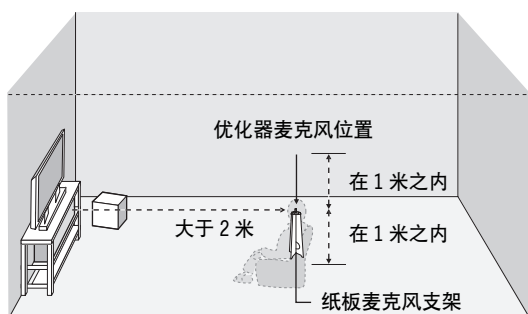 优化器麦克风位置
在 1 米之内
大于 2 米
在 1 米之内
纸板麦克风支架